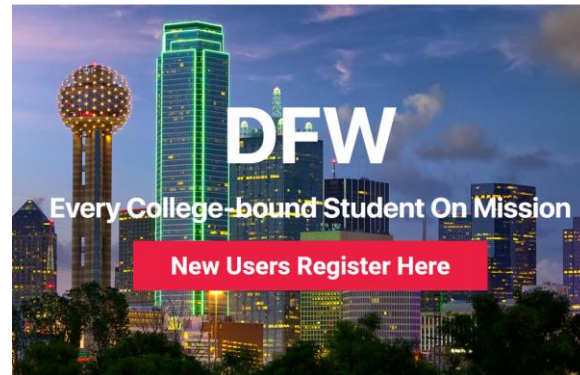 DFW
Every College-bound Student On Mission
New Users Register Here